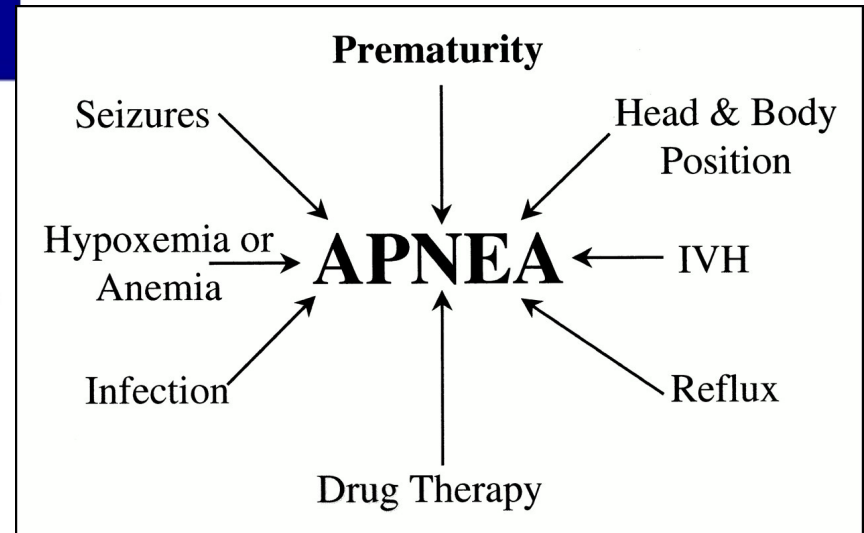 Prematurity
Seizures
Head & Body
Position
Hypoxemia or
Anemia
APNEA
IVH
Infection
Reflux
Drug Therapy